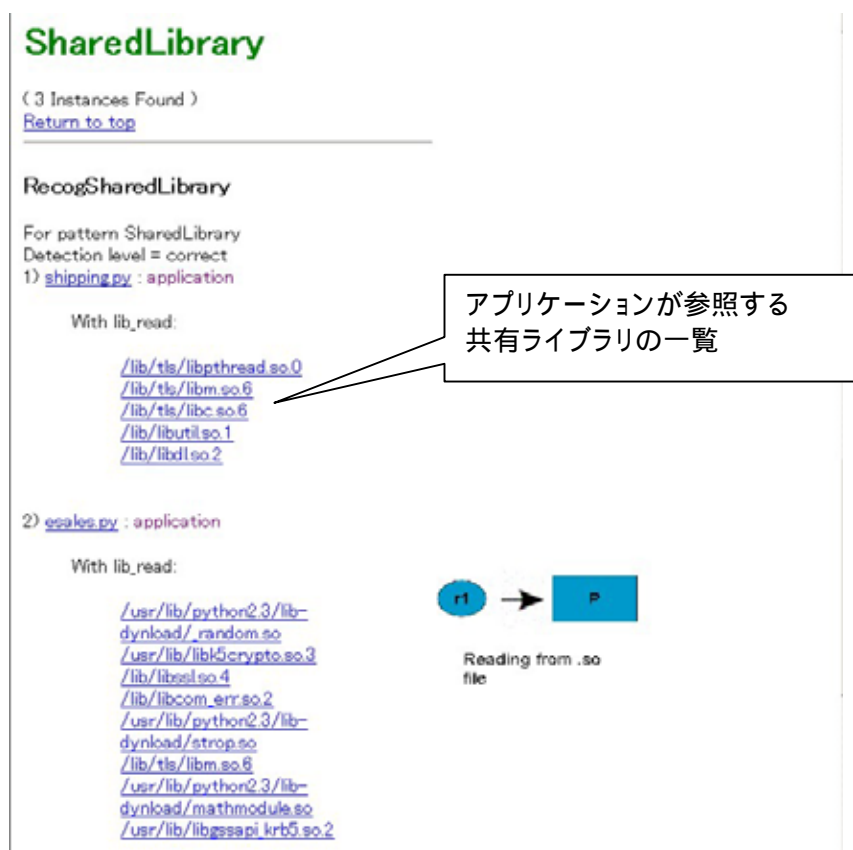 SharedLibrary
( 3 Instances Found )
Return to top
RecogSharedLibrary
For pattern SharedLibrary
Detection level = correct
1) shipping.py : application
アプリケーションが参照する
共有ライブラリの一覧
With lib_read:
/lib/tls/libpthread.so.0
/lib/tls/libm.so.6
/lib/tls/libc.so.6
/lib/libutil.so.1
/lib/libdl.so.2
2) esales.py : application
With lib_read:
/usr/lib/python2.3/lib-
dynload/_random.so
/usr/lib/libk5crypto.so.3
/lib/libssl.so.4
/lib/libcom_err.so.2
/usr/lib/python2.3/lib-
dynload/strop.so
/lib/tls/libm.so.6
/usr/lib/python2.3/lib-
dynload/mathmodule.so
/usr/lib/libgssapi_krb5.so.2
r1
P
Reading from .so
file